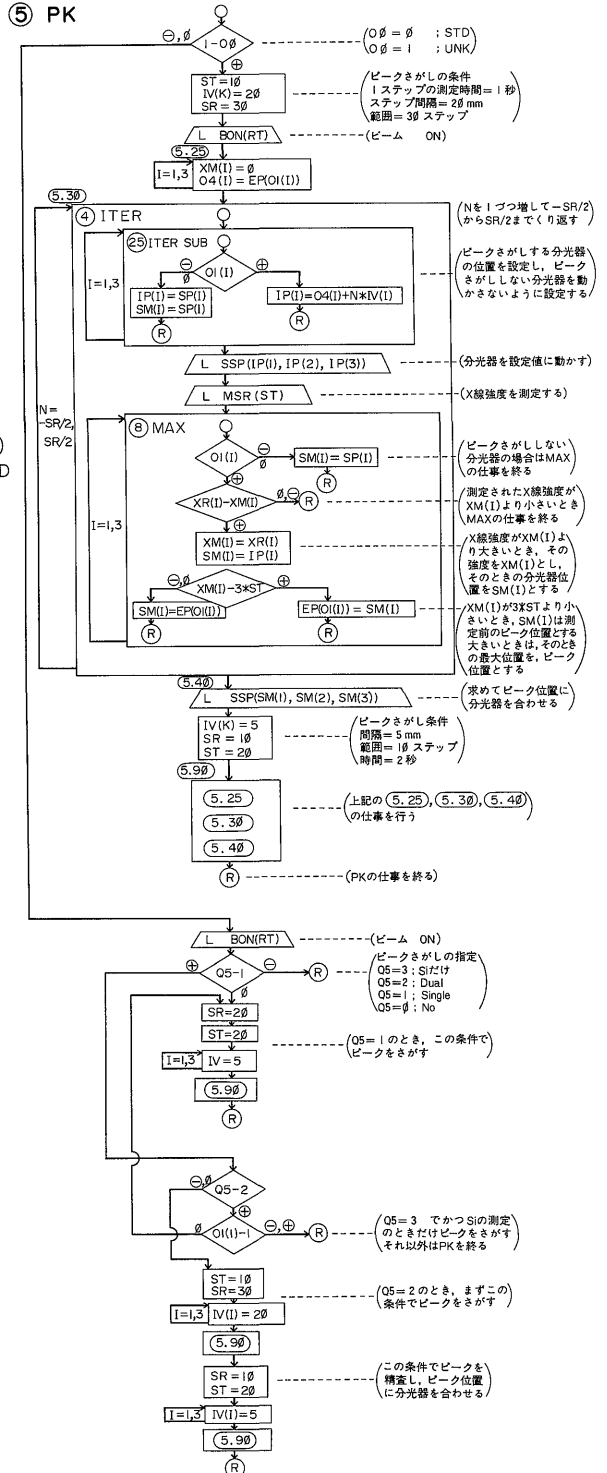 ⑤ PK
⊖,Ø
1-OØ
(OØ=Ø ; STD
OØ=1 ; UNK)
⊕
ST=1Ø
IV(K)=2Ø
SR=3Ø
(ピークさがしの条件
1ステップの測定時間=1秒
ステップ間隔=2Ømm
範囲=3Øステップ)
L BON(RT)
(ビーム ON)
5.25
I=1,3
XM(I)=Ø
O4(I)=EP(O1(I))
5.3Ø
④ ITER
(Nを1づつ増して-SR/2
からSR/2までくり返す)
㉕ ITER SUB
I=1,3
⊖
Ø
O1(I)
⊕
IP(I)=SP(I)
SM(I)=SP(I)
IP(I)=O4(I)+N*IV(I)
Ⓡ
Ⓡ
(ピークさがしする分光器
の位置を設定し, ピーク
さがししない分光器を動
かさないように設定する)
L SSP(IP(1), IP(2), IP(3))
(分光器を設定値に動かす)
L MSR(ST)
(X線強度を測定する)
N=
-SR/2,
SR/2
)
D
⑧ MAX
I=1,3
O1(I)
⊖
Ø
SM(I)=SP(I)
Ⓡ
(ピークさがししない
分光器の場合はMAX
の仕事を終る)
⊕
XR(I)-XM(I)
Ø,⊖
Ⓡ
(測定されたX線強度が
XM(I)より小さいとき
MAXの仕事を終る)
⊕
XM(I)=XR(I)
SM(I)=IP(I)
(X線強度がXM(I)よ
り大きいとき, その
強度をXM(I)とし,
そのときの分光器位
置をSM(I)とする)
⊖,Ø
XM(I)-3*ST
⊕
SM(I)=EP(O1(I))
EP(O1(I))=SM(I)
Ⓡ
Ⓡ
(XM(I)が3*STより小
さいとき, SM(I)は測
定前のピーク位置とする
大きいときは, そのとき
の最大位置を, ピーク
位置とする)
5.4Ø
L SSP(SM(1), SM(2), SM(3))
(求めてピーク位置に
分光器を合わせる)
IV(K)=5
SR=1Ø
ST=2Ø
(ピークさがし条件
間隔=5mm
範囲=1Øステップ
時間=2秒)
5.9Ø
5.25
5.3Ø
5.4Ø
(上記の 5.25, 5.3Ø, 5.4Ø
の仕事を行う)
Ⓡ
(PKの仕事を終る)
L BON(RT)
(ビーム ON)
⊕
Q5-1
⊖
Ⓡ
Ø
(ピークさがしの指定
Q5=3 ; Siだけ
Q5=2 ; Dual
Q5=1 ; Single
Q5=Ø ; No)
SR=2Ø
ST=2Ø
I=1,3
IV=5
(Q5=1のとき, この条件で
ピークをさがす)
5.9Ø
Ⓡ
⊖,Ø
Q5-2
⊕
Ø
O1(1)-1
⊖,⊕
Ⓡ
(Q5=3 でかつSiの測定
のときだけピークをさがす
それ以外はPKを終る)
ST=1Ø
SR=3Ø
I=1,3
IV(I)=2Ø
(Q5=2のとき, まずこの
条件でピークをさがす)
5.9Ø
SR=1Ø
ST=2Ø
I=1,3
IV(I)=5
(この条件でピークを
精査し, ピーク位置
に分光器を合わせる)
5.9Ø
Ⓡ